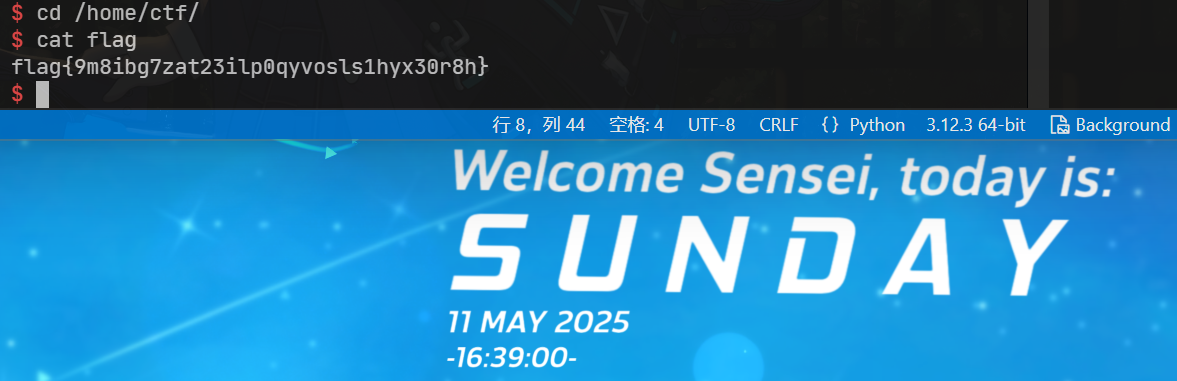 $ cd /home/ctf/
$ cat flag
flag{9m8ibg7zat23ilp0qyvosls1hyx30r8h}
$
行 8，列 44 空格: 4 UTF-8 CRLF {} Python 3.12.3 64-bit Background
Welcome Sensei, today is:
SUNDAY
11 MAY 2025
-16:39:00-